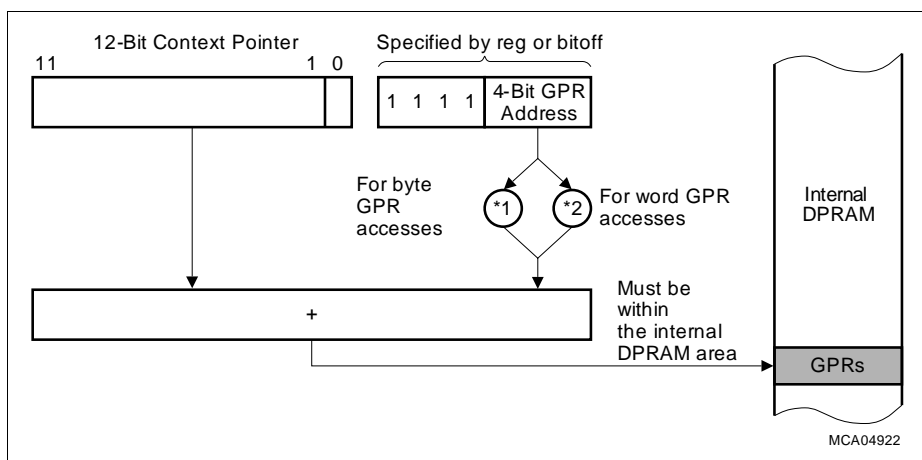 12-Bit Context Pointer
Specified by reg or bitoff
11 1 0
1 1 1 1
4-Bit GPR
Address
For byte
GPR
accesses
*1
*2
For word GPR
accesses
Internal
DPRAM
+
Must be
within
the internal
DPRAM area
GPRs
MCA04922